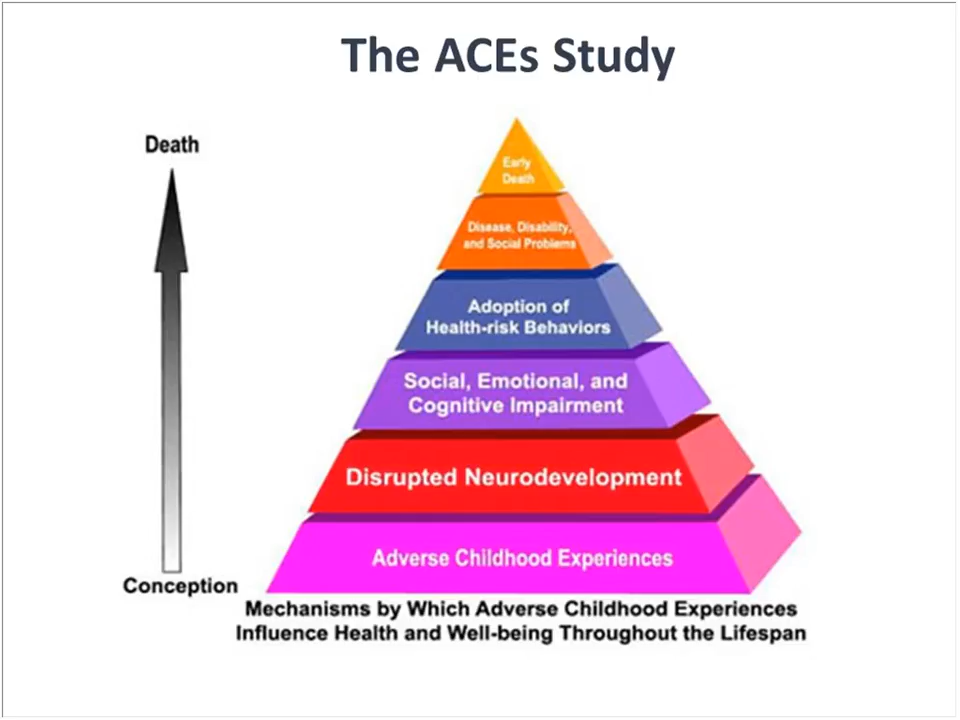 The ACEs Study
Death
Early
Death
Disease, Disability,
and Social Problems
Adoption of
Health-risk Behaviors
Social, Emotional, and
Cognitive Impairment
Disrupted Neurodevelopment
Adverse Childhood Experiences
Conception
Mechanisms by Which Adverse Childhood Experiences
Influence Health and Well-being Throughout the Lifespan